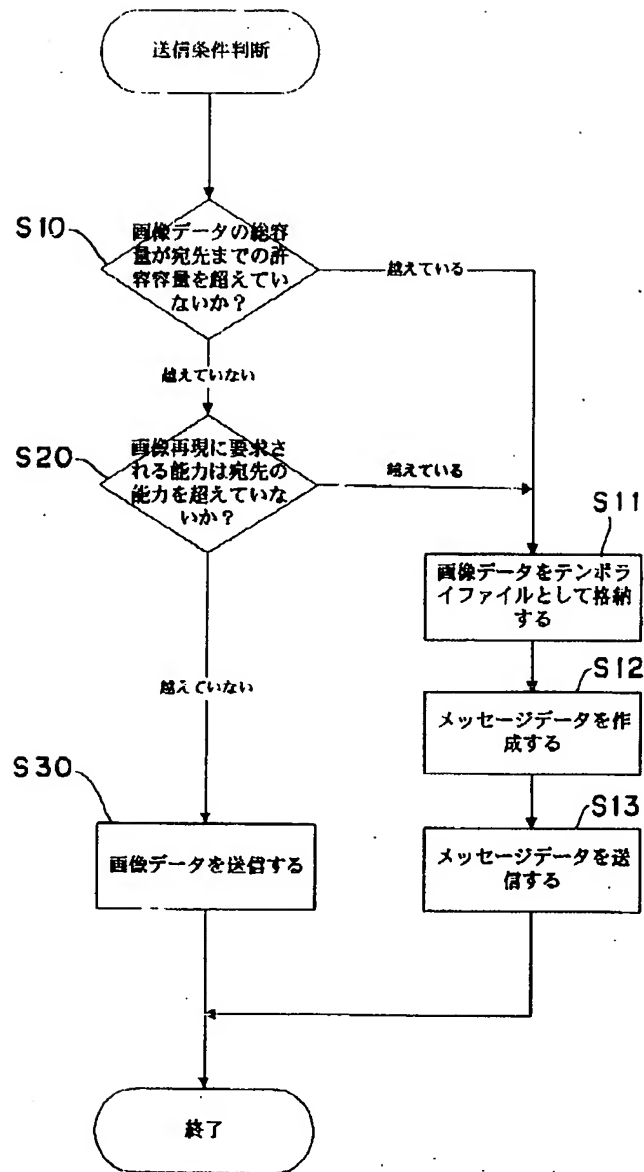 送信条件判断
S10
画像データの総容
量が宛先までの許
容容量を超えてい
ないか？
越えている
越えていない
S20
画像再現に要求さ
れる能力は宛先の
能力を超えていな
いか？
越えている
S11
画像データをテンポラ
イファイルとして格納
する
S12
メッセージデータを作
成する
越えていない
S30
画像データを送信する
S13
メッセージデータを送
信する
終了